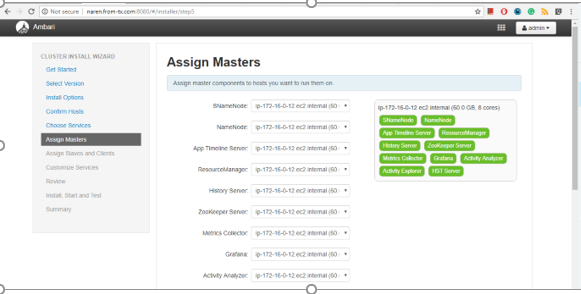 Not secure | naren.from-tx.com:8080/#/installer/step5
Ambari
admin
CLUSTER INSTALL WIZARD
Get Started
Select Version
Install Options
Confirm Hosts
Choose Services
Assign Masters
Assign Slaves and Clients
Customize Services
Review
Install, Start and Test
Summary
Assign Masters
Assign master components to hosts you want to run them on.
SNameNode: ip-172-16-0-12.ec2.internal (60.
NameNode: ip-172-16-0-12.ec2.internal (60.
App Timeline Server: ip-172-16-0-12.ec2.internal (60.
ResourceManager: ip-172-16-0-12.ec2.internal (60.
History Server: ip-172-16-0-12.ec2.internal (60.
ZooKeeper Server: ip-172-16-0-12.ec2.internal (60.
Metrics Collector: ip-172-16-0-12.ec2.internal (60.
Grafana: ip-172-16-0-12.ec2.internal (60.
Activity Analyzer: ip-172-16-0-12.ec2.internal (60.
ip-172-16-0-12.ec2.internal (60.0 GB, 8 cores)
SNameNode NameNode
App Timeline Server ResourceManager
History Server ZooKeeper Server
Metrics Collector Grafana Activity Analyzer
Activity Explorer HST Server